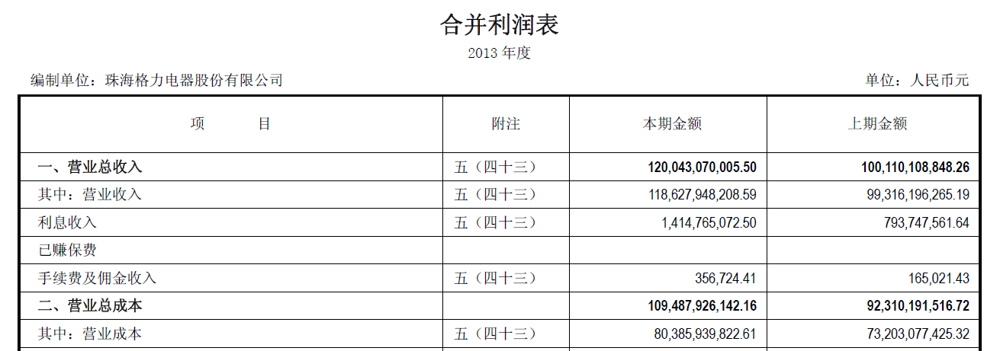 合并利润表
2013 年度
编制单位：珠海格力电器股份有限公司 单位：人民币元
项 目 附注 本期金额 上期金额
一、营业总收入 五（四十三） 120,043,070,005.50 100,110,108,848.26
其中：营业收入 五（四十三） 118,627,948,208.59 99,316,196,265.19
利息收入 五（四十三） 1,414,765,072.50 793,747,561.64
已赚保费
手续费及佣金收入 五（四十三） 356,724.41 165,021.43
二、营业总成本 109,487,926,142.16 92,310,191,516.72
其中：营业成本 五（四十三） 80,385,939,822.61 73,203,077,425.32